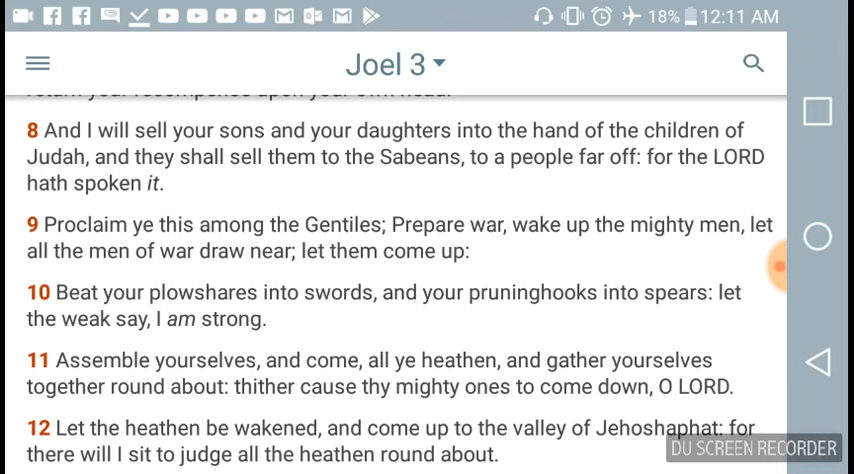 18% 12:11 AM
Joel 3
8 And I will sell your sons and your daughters into the hand of the children of
Judah, and they shall sell them to the Sabeans, to a people far off: for the LORD
hath spoken it.
9 Proclaim ye this among the Gentiles; Prepare war, wake up the mighty men, let
all the men of war draw near; let them come up:
10 Beat your plowshares into swords, and your pruninghooks into spears: let
the weak say, I am strong.
11 Assemble yourselves, and come, all ye heathen, and gather yourselves
together round about: thither cause thy mighty ones to come down, O LORD.
12 Let the heathen be wakened, and come up to the valley of Jehoshaphat: for
there will I sit to judge all the heathen round about.
DU SCREEN RECORDER